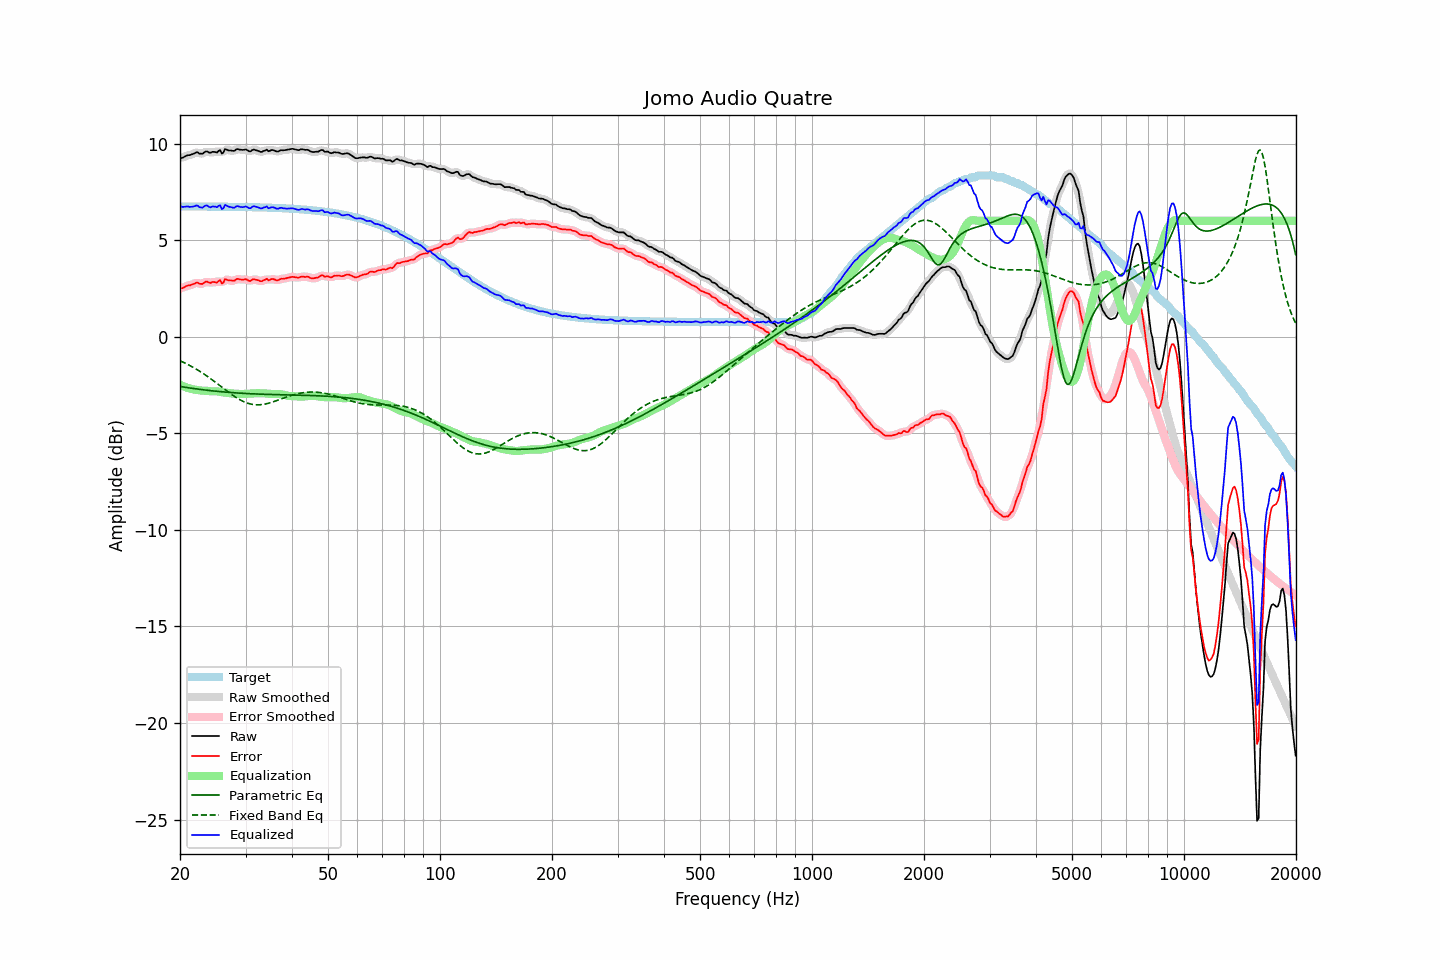 Jomo Audio Quatre
10
5
0
−5
−10
−15
−20
−25
Amplitude (dBr)
Target
Raw Smoothed
Error Smoothed
Raw
Error
Equalization
Parametric Eq
Fixed Band Eq
Equalized
20 50 100 200 500 1000 2000 5000 10000 20000
Frequency (Hz)